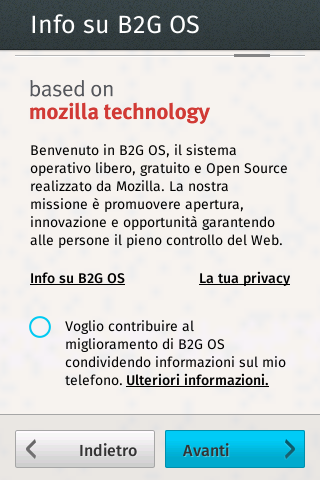 Info su B2G OS
based on
mozilla technology
Benvenuto in B2G OS, il sistema
operativo libero, gratuito e Open Source
realizzato da Mozilla. La nostra
missione è promuovere apertura,
innovazione e opportunità garantendo
alle persone il pieno controllo del Web.
Info su B2G OS La tua privacy
Voglio contribuire al
miglioramento di B2G OS
condividendo informazioni sul mio
telefono. Ulteriori informazioni.
Indietro Avanti